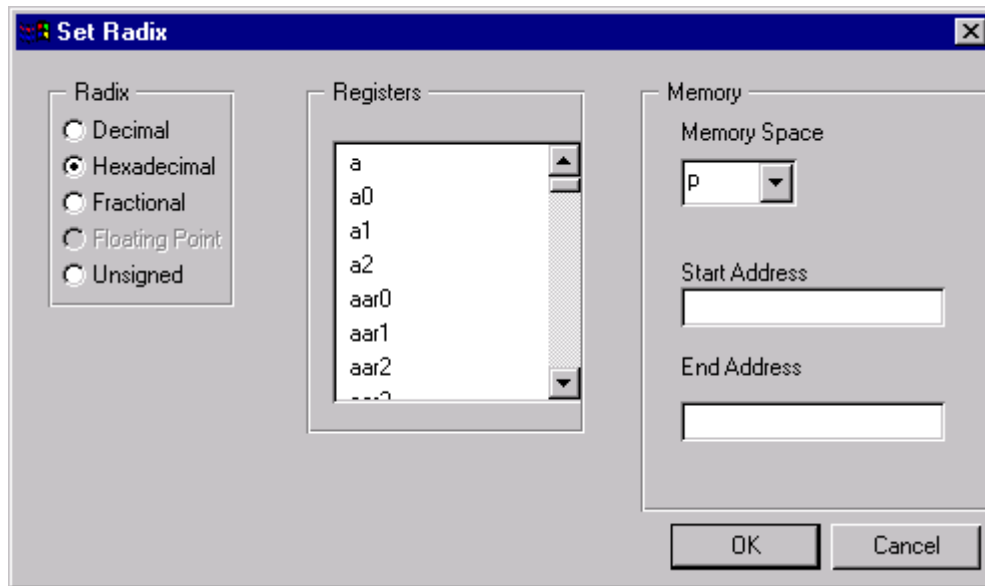 Set Radix
Radix
Decimal
Hexadecimal
Fractional
Floating Point
Unsigned
Registers
a
a0
a1
a2
aar0
aar1
aar2
Memory
Memory Space
p
Start Address
End Address
OK
Cancel